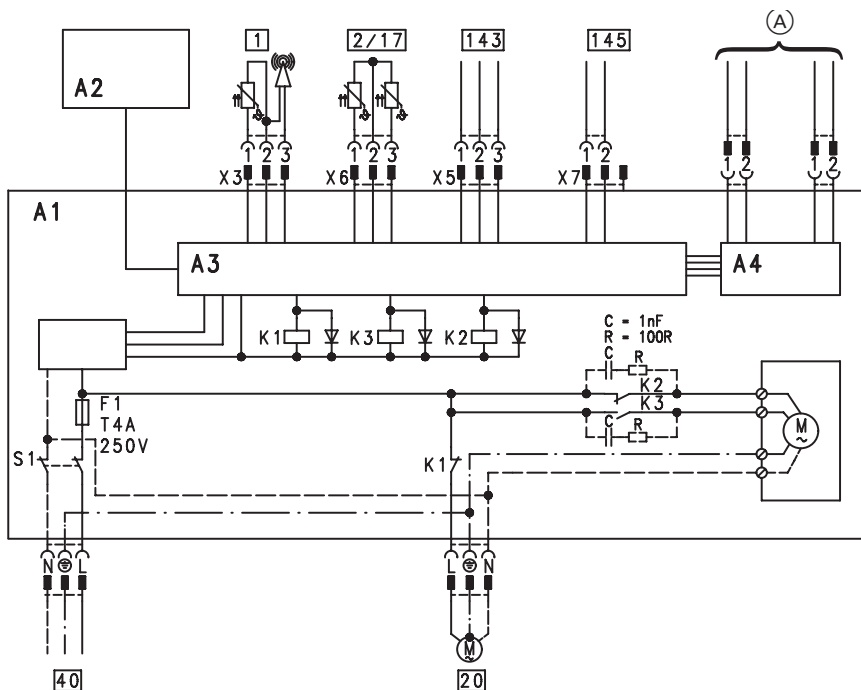 A
1
2/17
143
145
A2
1 2 3
1 2 3
1 2 3
1 2
1 2
1 2
X3
X6
X5
X7
A1
A3
A4
K1
K3
K2
C = 1nF
R = 100R
C R
K2
K3
C R
F1
T4A
250V
S1
K1
M
~
N L
L N
M
~
40
20